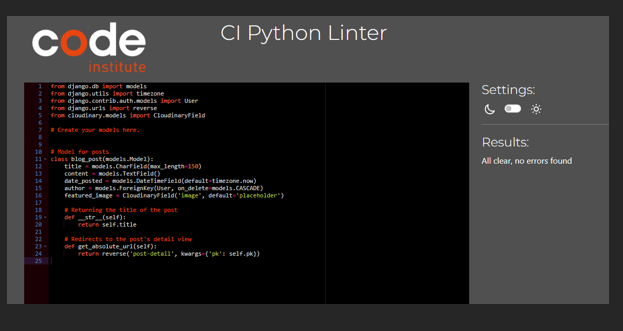 code
institute
CI Python Linter
1 from django.db import models
2 from django.utils import timezone
3 from django.contrib.auth.models import User
4 from django.urls import reverse
5 from cloudinary.models import CloudinaryField
6
7 # Create your models here.
8
9
10 # Model for posts
11 class blog_post(models.Model):
12     title = models.CharField(max_length=150)
13     content = models.TextField()
14     date_posted = models.DateTimeField(default=timezone.now)
15     author = models.ForeignKey(User, on_delete=models.CASCADE)
16     featured_image = CloudinaryField('image', default='placeholder')
17
18     # Returning the title of the post
19     def __str__(self):
20         return self.title
21
22     # Redirects to the post's detail view
23     def get_absolute_url(self):
24         return reverse('post-detail', kwargs={'pk': self.pk})
25
Settings:
Results:
All clear, no errors found